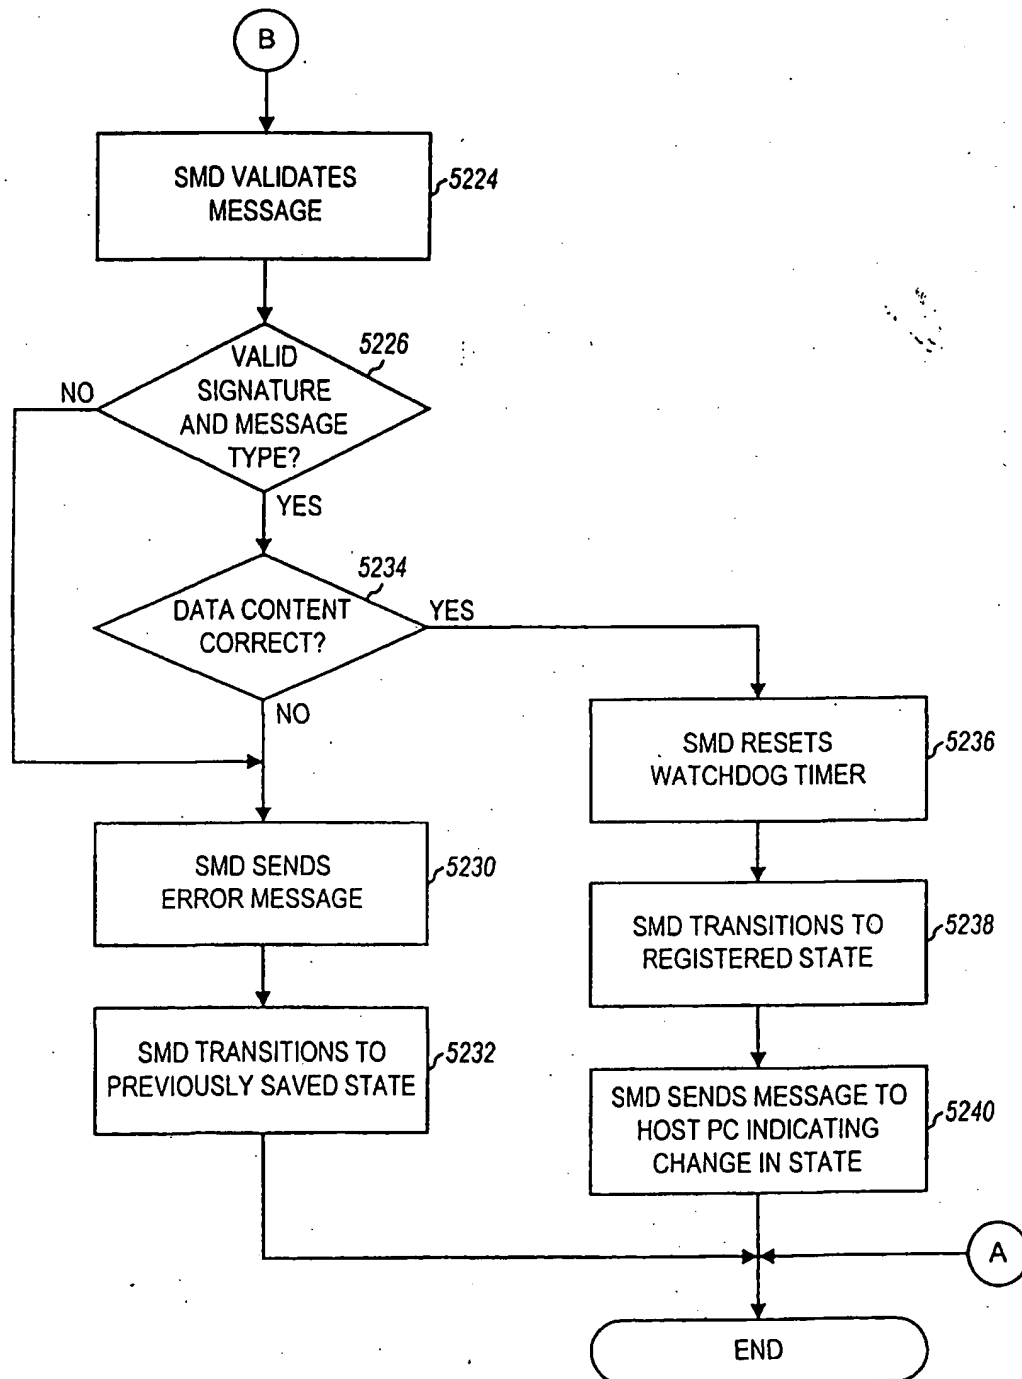 B
SMD VALIDATES
MESSAGE
5224
VALID
SIGNATURE
AND MESSAGE
TYPE?
5226
NO
YES
DATA CONTENT
CORRECT?
5234
YES
NO
SMD RESETS
WATCHDOG TIMER
5236
SMD SENDS
ERROR MESSAGE
5230
SMD TRANSITIONS TO
REGISTERED STATE
5238
SMD TRANSITIONS TO
PREVIOUSLY SAVED STATE
5232
SMD SENDS MESSAGE TO
HOST PC INDICATING
CHANGE IN STATE
5240
A
END